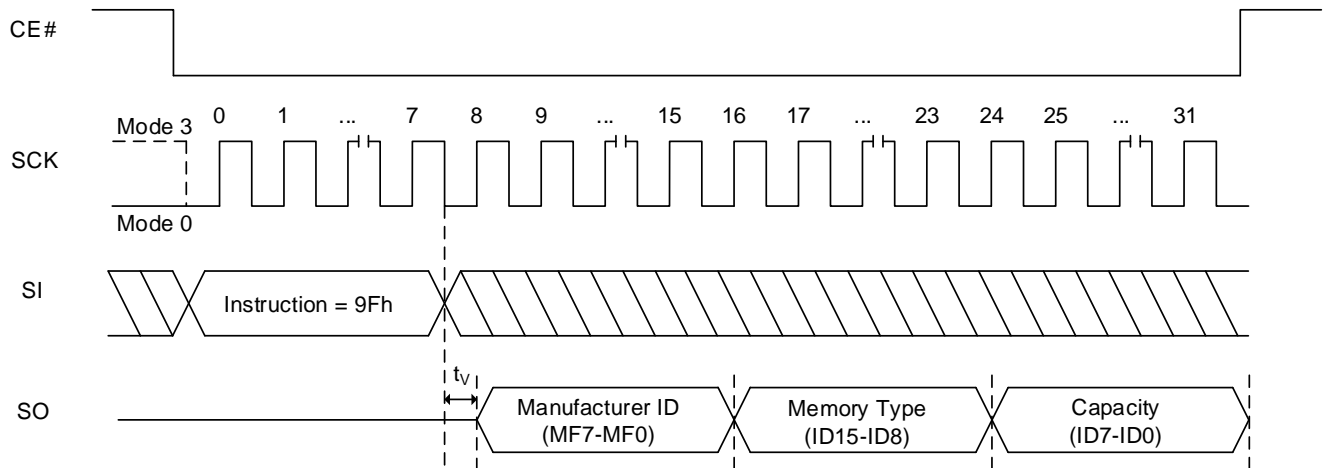 CE#
0 1 ... 7 8 9 ... 15 16 17 ... 23 24 25 ... 31
Mode 3
SCK
Mode 0
SI
Instruction = 9Fh
tV
SO
Manufacturer ID
(MF7-MF0)
Memory Type
(ID15-ID8)
Capacity
(ID7-ID0)